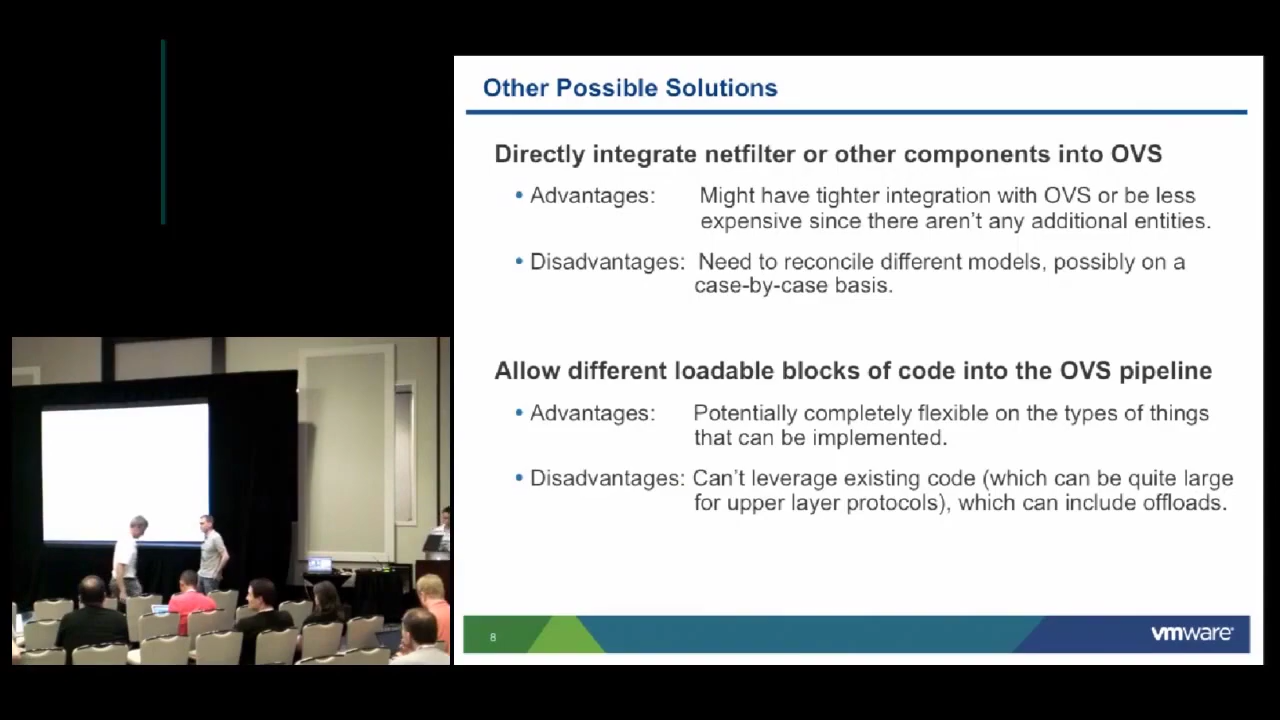 Other Possible Solutions
Directly integrate netfilter or other components into OVS
• Advantages: Might have tighter integration with OVS or be less
expensive since there aren't any additional entities.
• Disadvantages: Need to reconcile different models, possibly on a
case-by-case basis.
Allow different loadable blocks of code into the OVS pipeline
• Advantages: Potentially completely flexible on the types of things
that can be implemented.
• Disadvantages: Can't leverage existing code (which can be quite large
for upper layer protocols), which can include offloads.
8
vmware®